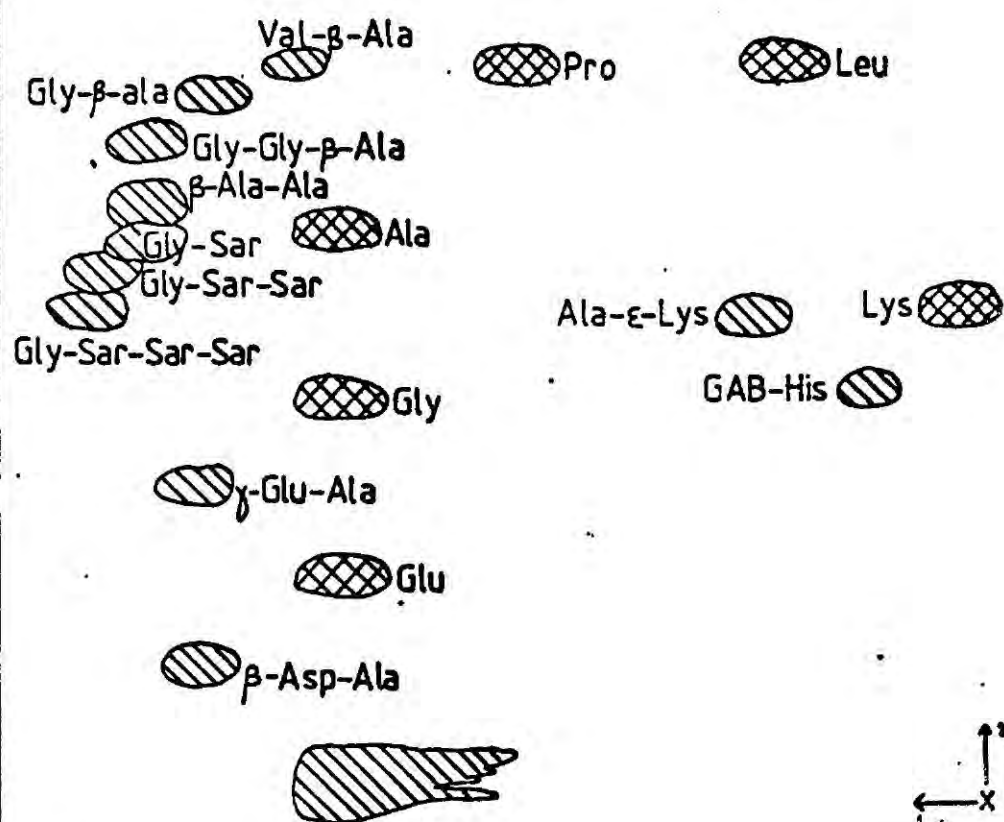 Val-β-Ala
Pro
Leu
Gly-β-ala
Gly-Gly-β-Ala
β-Ala-Ala
Ala
Gly-Sar
Gly-Sar-Sar
Ala-ε-Lys
Lys
Gly-Sar-Sar-Sar
GAB-His
Gly
γ-Glu-Ala
Glu
β-Asp-Ala
X